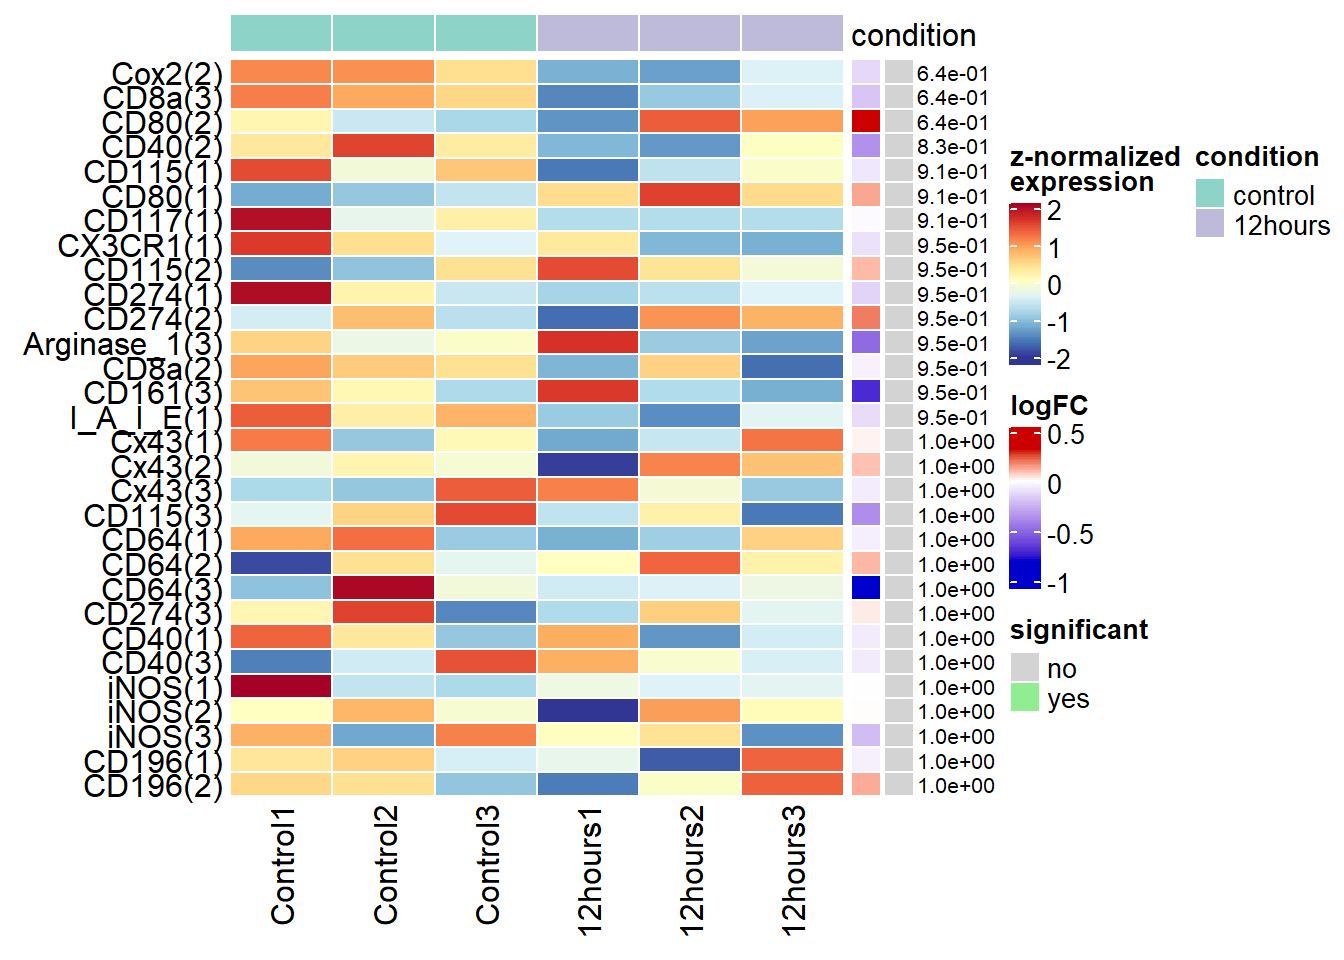 condition
Cox2(2) 6.4e-01
CD8a(3) 6.4e-01
CD80(2) 6.4e-01
CD40(2) 8.3e-01
CD115(1) 9.1e-01
CD80(1) 9.1e-01
CD117(1) 9.1e-01
CX3CR1(1) 9.5e-01
CD115(2) 9.5e-01
CD274(1) 9.5e-01
CD274(2) 9.5e-01
Arginase_1(3) 9.5e-01
CD8a(2) 9.5e-01
CD161(3) 9.5e-01
I_A_I_E(1) 9.5e-01
Cx43(1) 1.0e+00
Cx43(2) 1.0e+00
Cx43(3) 1.0e+00
CD115(3) 1.0e+00
CD64(1) 1.0e+00
CD64(2) 1.0e+00
CD64(3) 1.0e+00
CD274(3) 1.0e+00
CD40(1) 1.0e+00
CD40(3) 1.0e+00
iNOS(1) 1.0e+00
iNOS(2) 1.0e+00
iNOS(3) 1.0e+00
CD196(1) 1.0e+00
CD196(2) 1.0e+00
Control1
Control2
Control3
12hours1
12hours2
12hours3
z-normalized
expression
2
1
0
-1
-2
logFC
0.5
0
-0.5
-1
significant
no
yes
condition
control
12hours